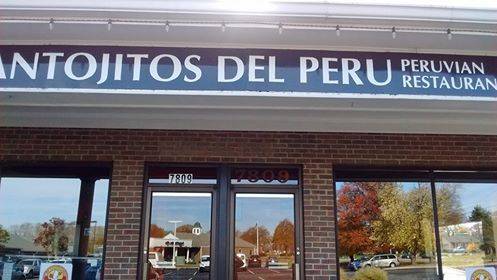 ANTOJITOS DEL PERU
PERUVIAN
RESTAURAN
7809
7809